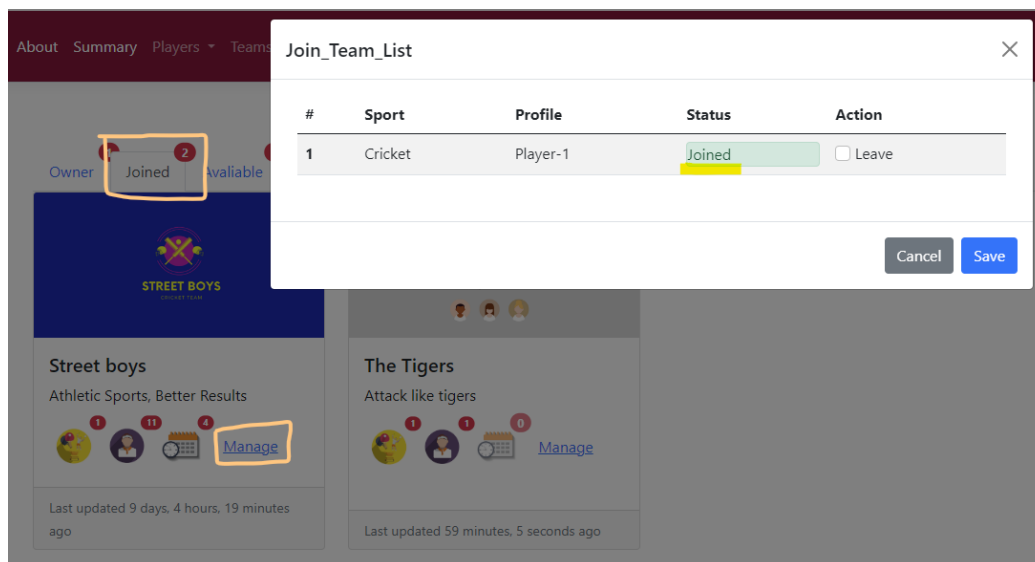 About Summary Players Teams
Join_Team_List
# Sport Profile Status Action
1 Cricket Player-1 Joined Leave
Cancel Save
2
Owner Joined Avaliable
STREET BOYS
CRICKET TEAM
Street boys
Athletic Sports, Better Results
1 11 4
Manage
Last updated 9 days, 4 hours, 19 minutes
ago
The Tigers
Attack like tigers
1 1 0
Manage
Last updated 59 minutes, 5 seconds ago